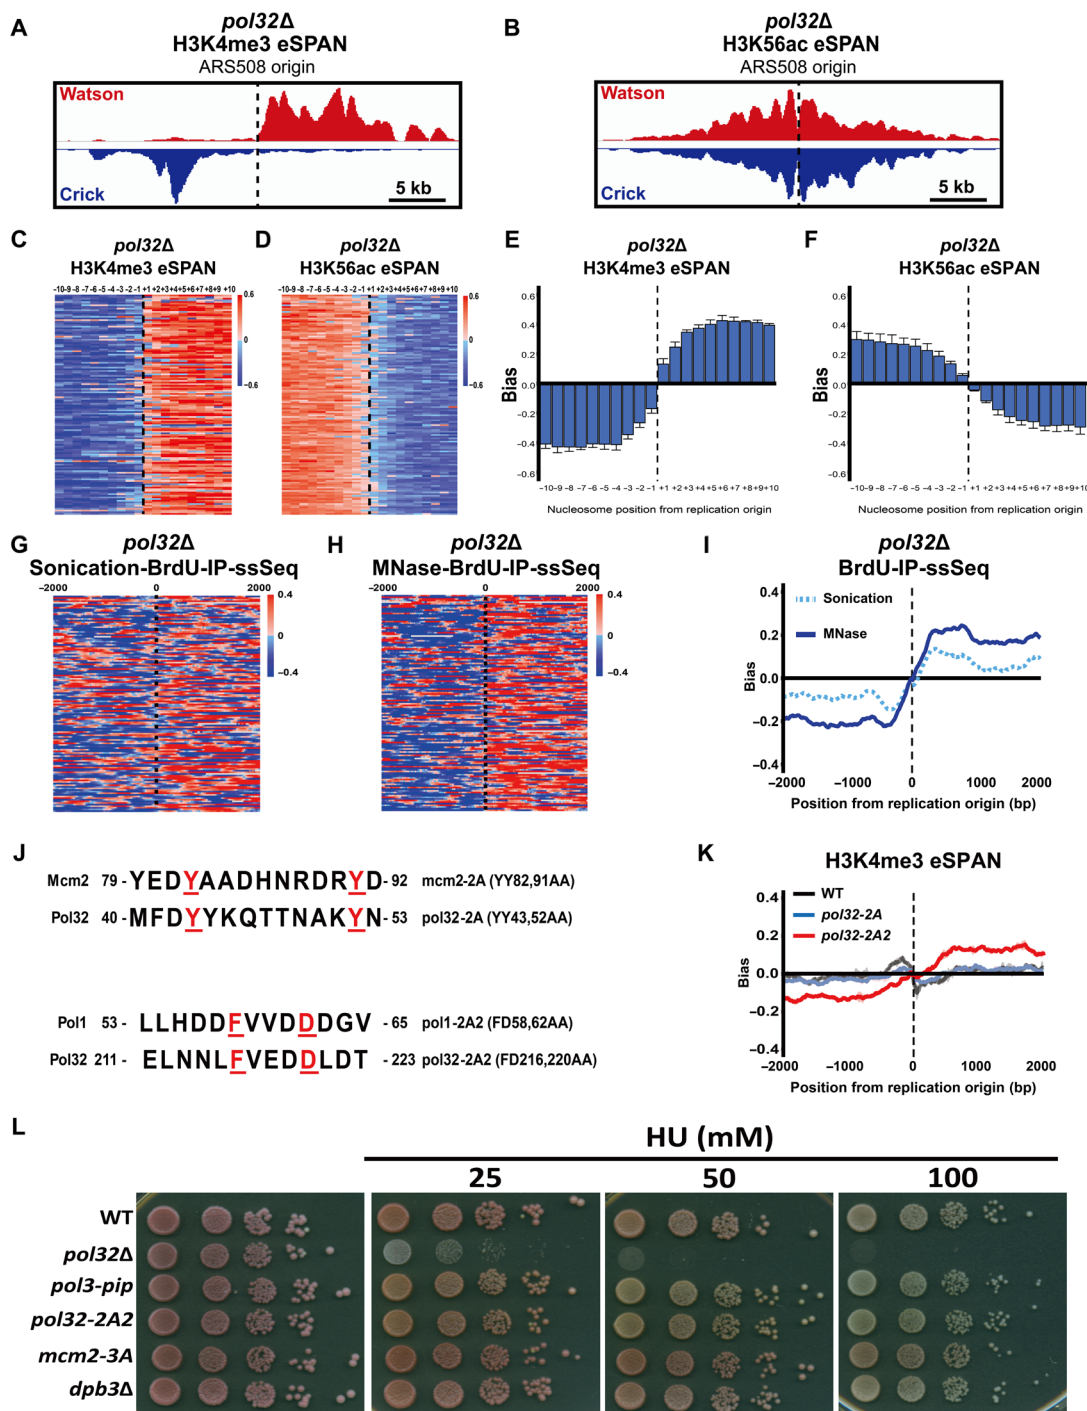 A
pol32Δ
H3K4me3 eSPAN
ARS508 origin
Watson
Crick
5 kb
B
pol32Δ
H3K56ac eSPAN
ARS508 origin
Watson
Crick
5 kb
C
pol32Δ
H3K4me3 eSPAN
-10 -9 -8 -7 -6 -5 -4 -3 -2 -1 +1 +2 +3 +4 +5 +6 +7 +8 +9 +10
0.6
0
-0.6
D
pol32Δ
H3K56ac eSPAN
-10 -9 -8 -7 -6 -5 -4 -3 -2 -1 +1 +2 +3 +4 +5 +6 +7 +8 +9 +10
0.6
0
-0.6
E
pol32Δ
H3K4me3 eSPAN
Bias
0.6
0.4
0.2
0.0
-0.2
-0.4
-0.6
-10 -9 -8 -7 -6 -5 -4 -3 -2 -1 +1 +2 +3 +4 +5 +6 +7 +8 +9 +10
Nucleosome position from replication origin
F
pol32Δ
H3K56ac eSPAN
Bias
0.6
0.4
0.2
0.0
-0.2
-0.4
-0.6
-10 -9 -8 -7 -6 -5 -4 -3 -2 -1 +1 +2 +3 +4 +5 +6 +7 +8 +9 +10
Nucleosome position from replication origin
G
pol32Δ
Sonication-BrdU-IP-ssSeq
-2000 0 2000
0.4
0
-0.4
H
pol32Δ
MNase-BrdU-IP-ssSeq
-2000 0 2000
0.4
0
-0.4
I
pol32Δ
BrdU-IP-ssSeq
Sonication
MNase
Bias
0.4
0.2
0.0
-0.2
-0.4
-2000 -1000 0 1000 2000
Position from replication origin (bp)
J
Mcm2 79 - YEDYAADHNRDRYD - 92 mcm2-2A (YY82,91AA)
Pol32 40 - MFDYYKQTTNAKYN - 53 pol32-2A (YY43,52AA)
Pol1 53 - LLHDDFVVDDDGV - 65 pol1-2A2 (FD58,62AA)
Pol32 211 - ELNNLFVEDDLDT - 223 pol32-2A2 (FD216,220AA)
K
H3K4me3 eSPAN
WT
pol32-2A
pol32-2A2
Bias
0.4
0.2
0.0
-0.2
-0.4
-2000 -1000 0 1000 2000
Position from replication origin (bp)
L
HU (mM)
25 50 100
WT
pol32Δ
pol3-pip
pol32-2A2
mcm2-3A
dpb3Δ